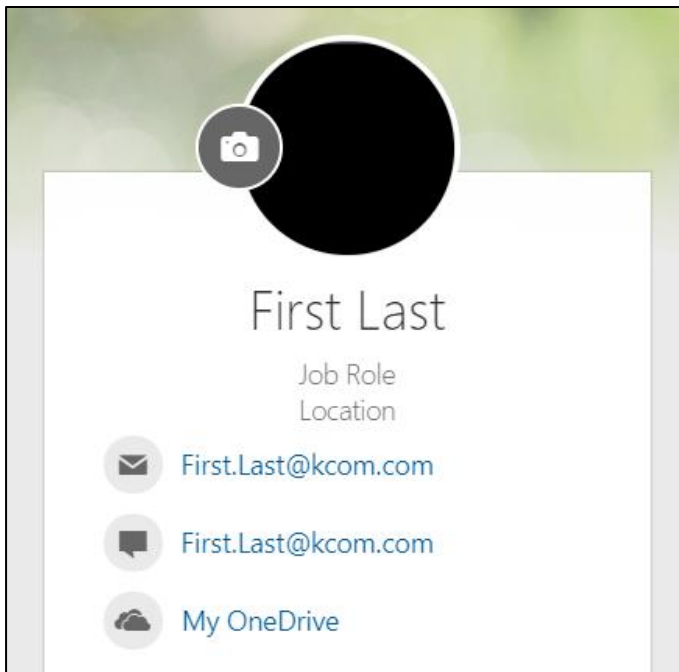 First Last
Job Role
Location
First.Last@kcom.com
First.Last@kcom.com
My OneDrive